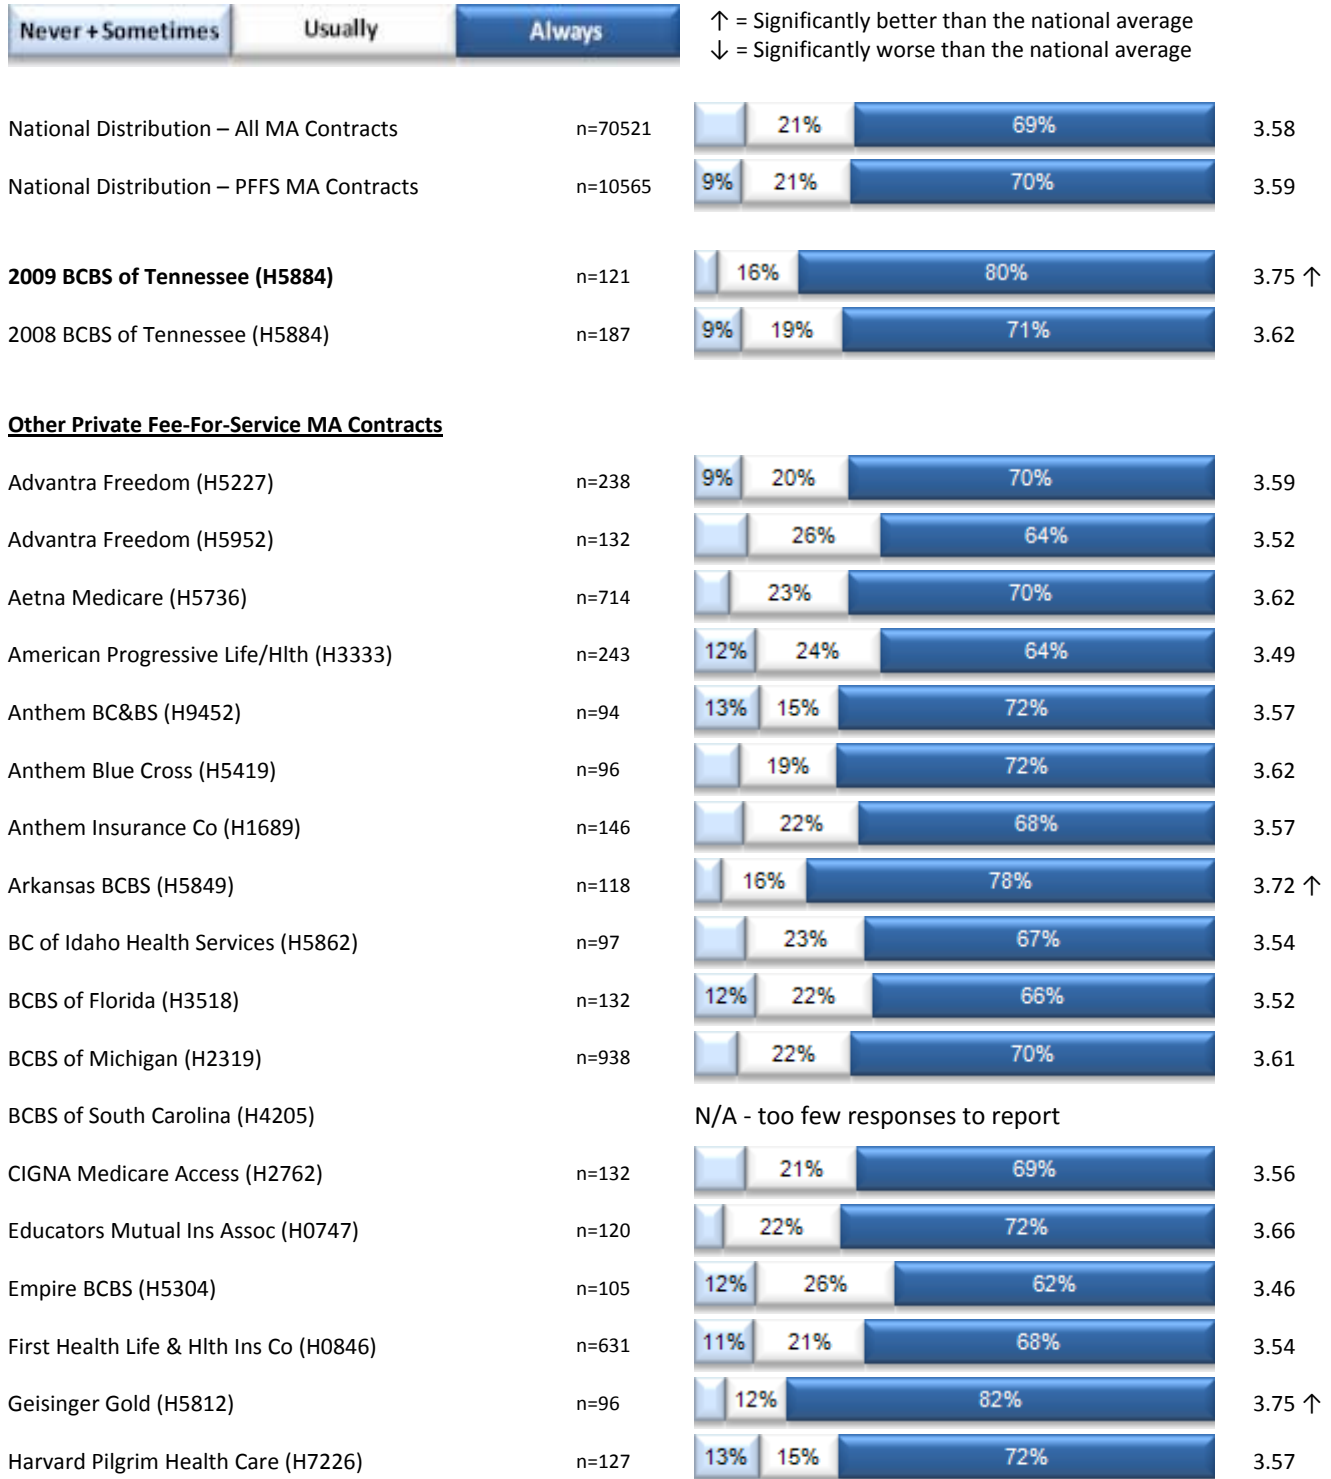 Never + Sometimes Usually Always
↑ = Significantly better than the national average
↓ = Significantly worse than the national average
National Distribution – All MA Contracts n=70521 21% 69% 3.58
National Distribution – PFFS MA Contracts n=10565 9% 21% 70% 3.59
2009 BCBS of Tennessee (H5884) n=121 16% 80% 3.75 ↑
2008 BCBS of Tennessee (H5884) n=187 9% 19% 71% 3.62
Other Private Fee-For-Service MA Contracts
Advantra Freedom (H5227) n=238 9% 20% 70% 3.59
Advantra Freedom (H5952) n=132 26% 64% 3.52
Aetna Medicare (H5736) n=714 23% 70% 3.62
American Progressive Life/Hlth (H3333) n=243 12% 24% 64% 3.49
Anthem BC&BS (H9452) n=94 13% 15% 72% 3.57
Anthem Blue Cross (H5419) n=96 19% 72% 3.62
Anthem Insurance Co (H1689) n=146 22% 68% 3.57
Arkansas BCBS (H5849) n=118 16% 78% 3.72 ↑
BC of Idaho Health Services (H5862) n=97 23% 67% 3.54
BCBS of Florida (H3518) n=132 12% 22% 66% 3.52
BCBS of Michigan (H2319) n=938 22% 70% 3.61
BCBS of South Carolina (H4205) N/A - too few responses to report
CIGNA Medicare Access (H2762) n=132 21% 69% 3.56
Educators Mutual Ins Assoc (H0747) n=120 22% 72% 3.66
Empire BCBS (H5304) n=105 12% 26% 62% 3.46
First Health Life & Hlth Ins Co (H0846) n=631 11% 21% 68% 3.54
Geisinger Gold (H5812) n=96 12% 82% 3.75 ↑
Harvard Pilgrim Health Care (H7226) n=127 13% 15% 72% 3.57